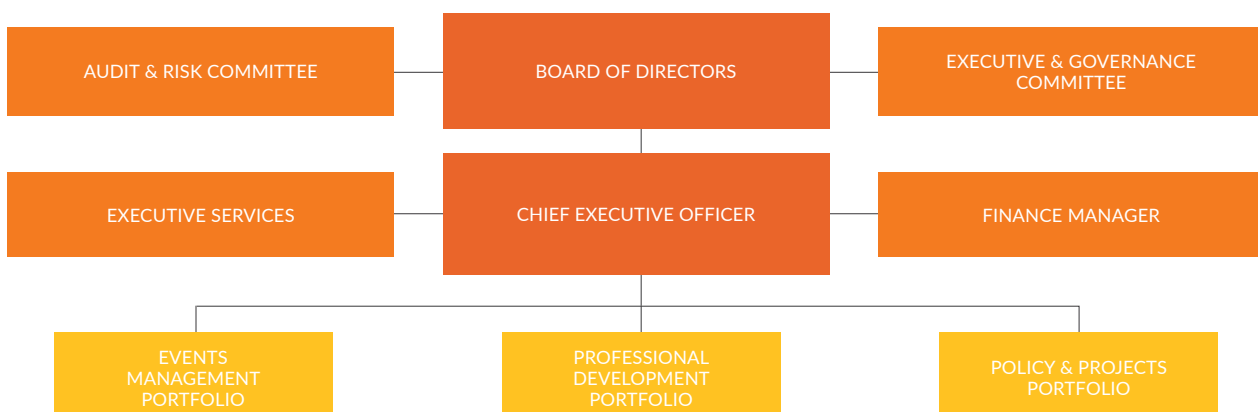 AUDIT & RISK COMMITTEE
BOARD OF DIRECTORS
EXECUTIVE & GOVERNANCE
COMMITTEE
EXECUTIVE SERVICES
CHIEF EXECUTIVE OFFICER
FINANCE MANAGER
EVENTS
MANAGEMENT
PORTFOLIO
PROFESSIONAL
DEVELOPMENT
PORTFOLIO
POLICY & PROJECTS
PORTFOLIO